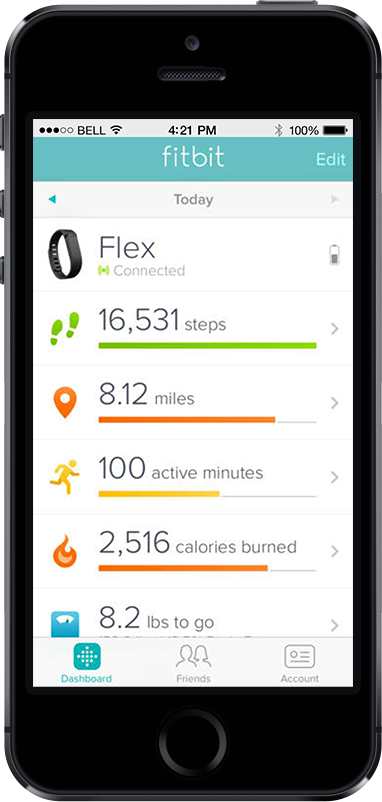 BELL 4:21 PM 100%
fitbit Edit
Today
Flex
Connected
16,531 steps
8.12 miles
100 active minutes
2,516 calories burned
8.2 lbs to go
Dashboard Friends Account